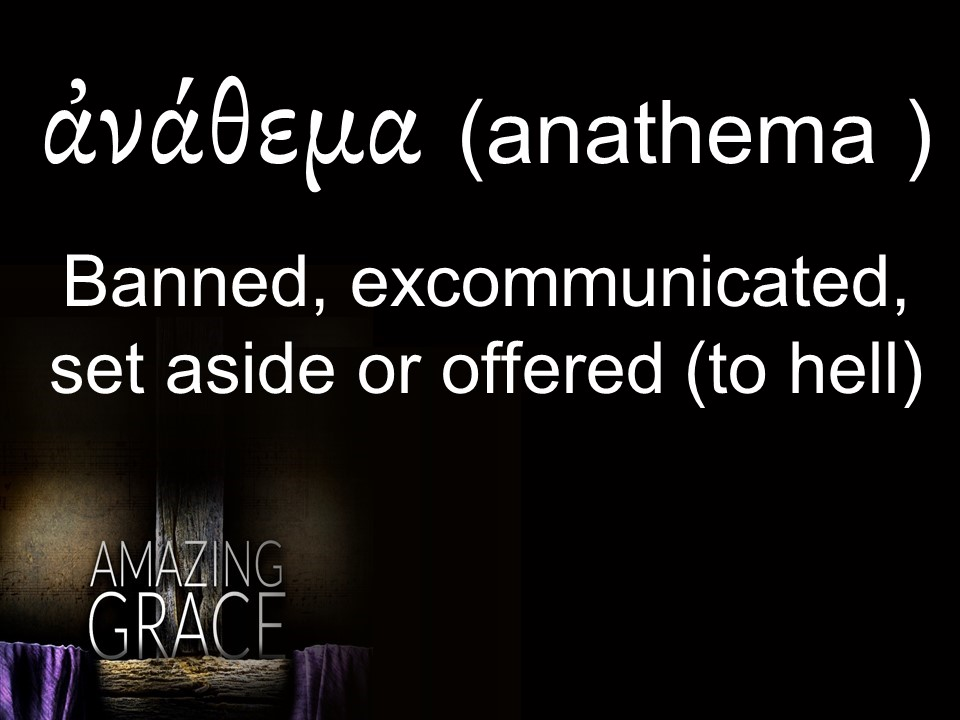 ἀνάθεμα (anathema )
Banned, excommunicated,
set aside or offered (to hell)
AMAZING
GRACE